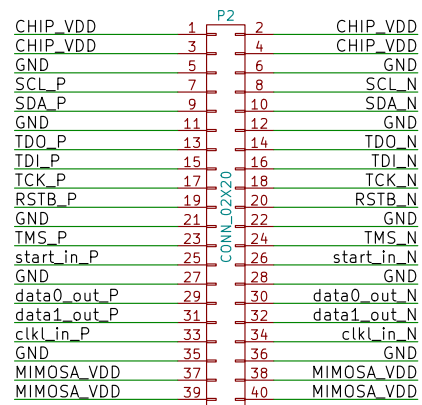 P2
CHIP_VDD 1 2 CHIP_VDD
CHIP_VDD 3 4 CHIP_VDD
GND 5 6 GND
SCL_P 7 8 SCL_N
SDA_P 9 10 SDA_N
GND 11 12 GND
TDO_P 13 14 TDO_N
TDI_P 15 16 TDI_N
TCK_P 17 18 TCK_N
RSTB_P 19 20 RSTB_N
GND 21 22 GND
TMS_P 23 24 TMS_N
start_in_P 25 26 start_in_N
GND 27 28 GND
data0_out_P 29 30 data0_out_N
data1_out_P 31 32 data1_out_N
clkl_in_P 33 34 clkl_in_N
GND 35 36 GND
MIMOSA_VDD 37 38 MIMOSA_VDD
MIMOSA_VDD 39 40 MIMOSA_VDD
CONN_02X20